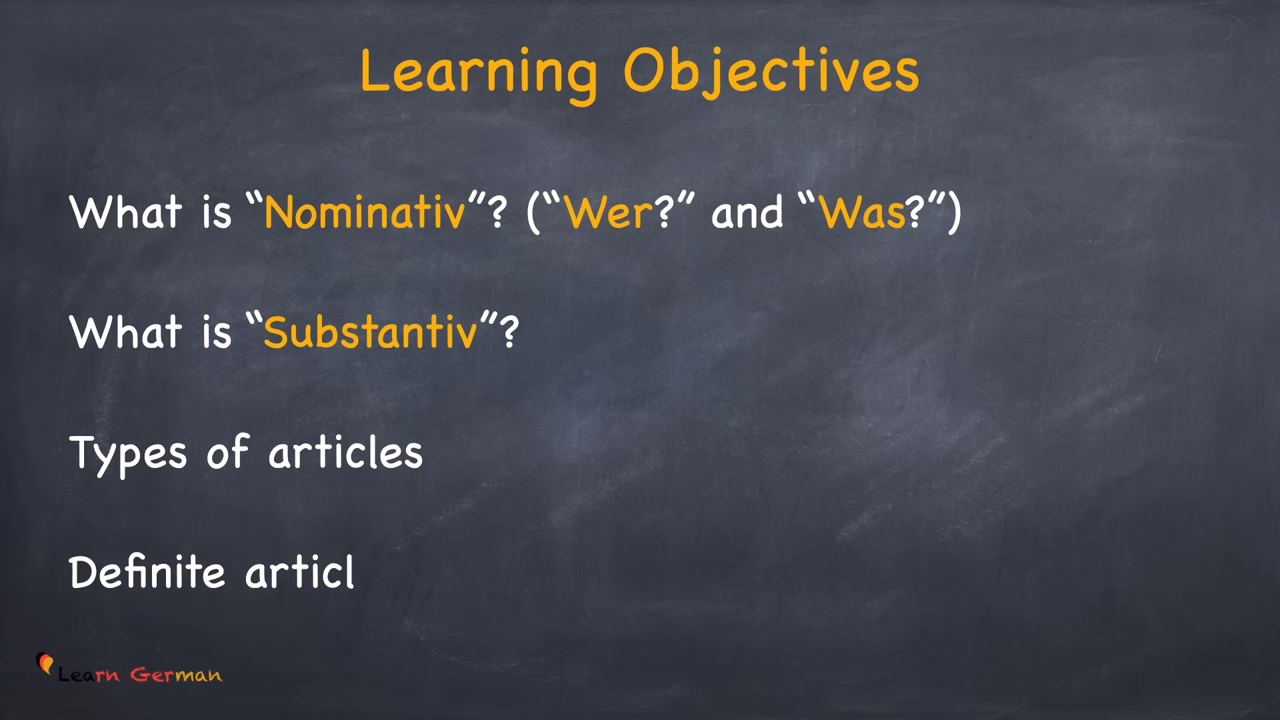 Learning Objectives
What is “Nominativ”? (“Wer?” and “Was?”)
What is “Substantiv”?
Types of articles
Definite articl
Learn German